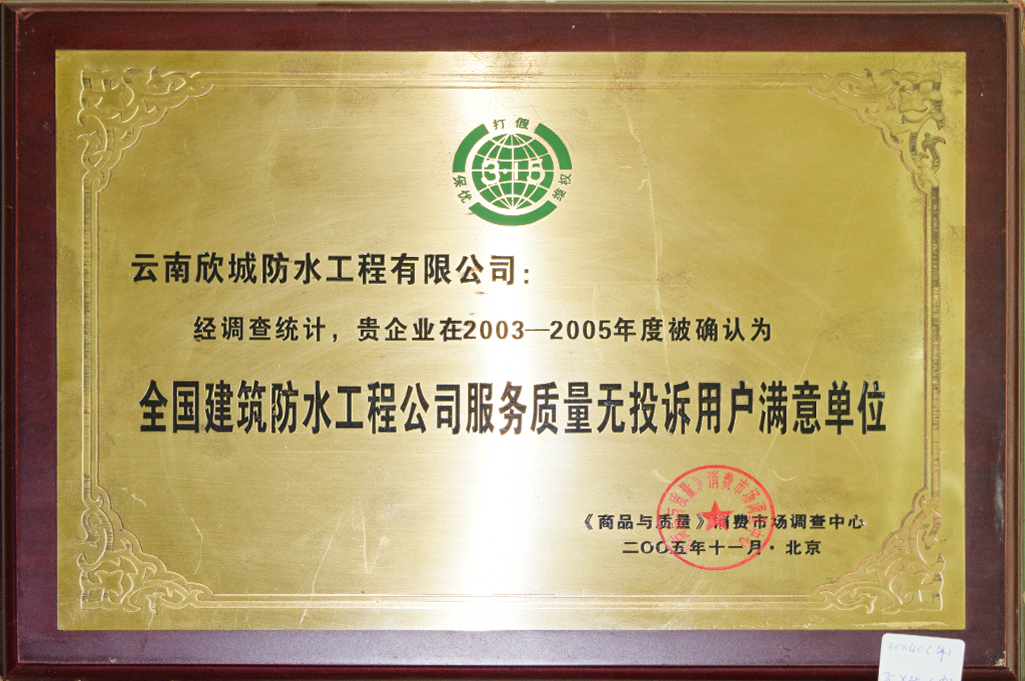 打假
3·15
保优
维权
云南欣城防水工程有限公司：
经调查统计，贵企业在2003—2005年度被确认为
全国建筑防水工程公司服务质量无投诉用户满意单位
《商品与质量》消费市场调查中心
二〇〇五年十一月·北京